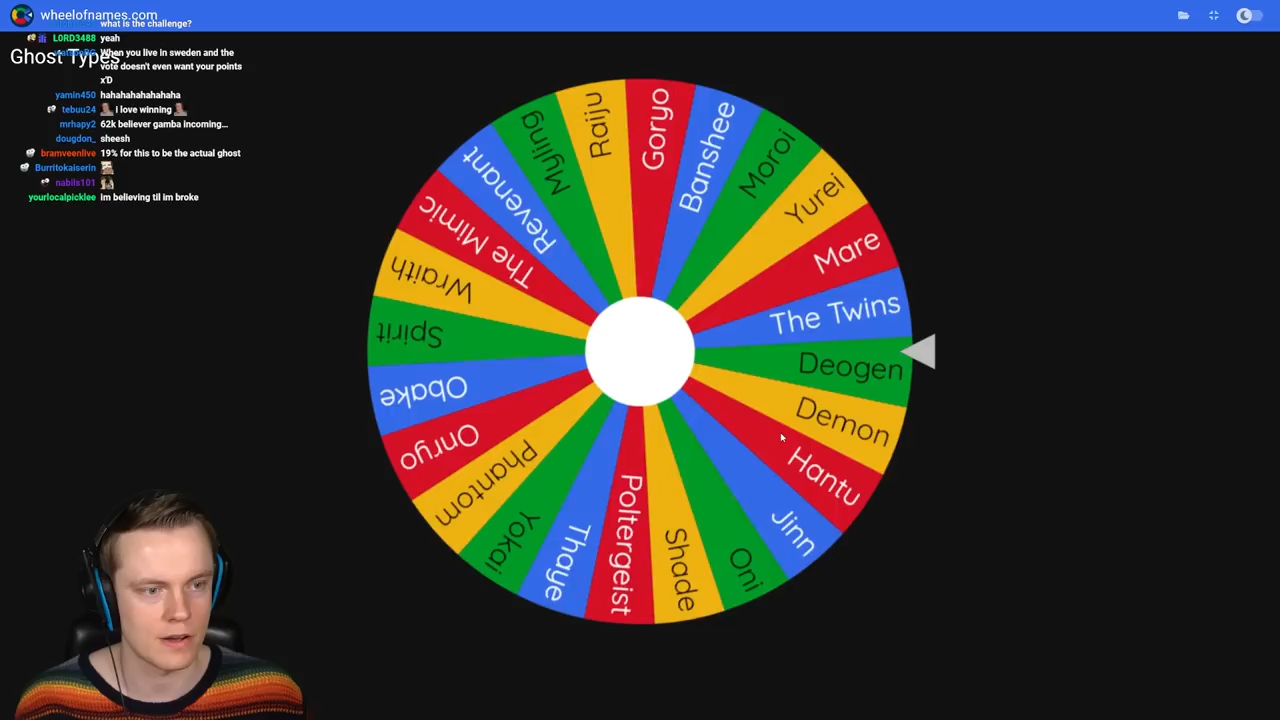 wheelofnames.com
what is the challenge?
L0RD3488 yeah
When you live in sweden and the
vote doesn't even want your points
x'D
Ghost Types
yamin450 hahahahahahaha
tebuu24 I love winning
mrhapy2 62k believer gamba incoming...
dougdon_ sheesh
bramveenlive 19% for this to be the actual ghost
Burritokaiserin
nabils101
yourlocalpicklee Im believing til Im broke
Goryo
Banshee
Moroi
Yurei
Mare
The Twins
Deogen
Demon
Hantu
Jinn
Oni
Shade
Poltergeist
Thaye
Yokai
Phantom
Onryo
Obake
Spirit
Wraith
The Mimic
Revenant
Myling
Raiju